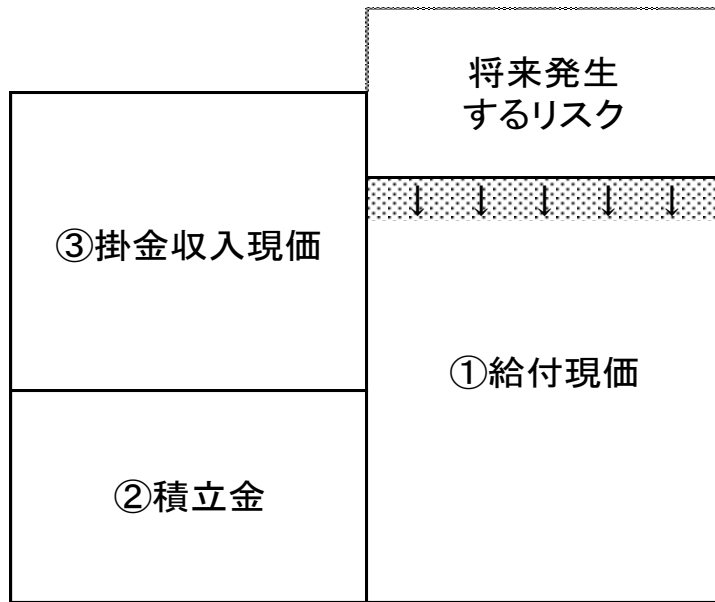 将来発生
するリスク
↓ ↓ ↓ ↓ ↓
③掛金収入現価
①給付現価
②積立金